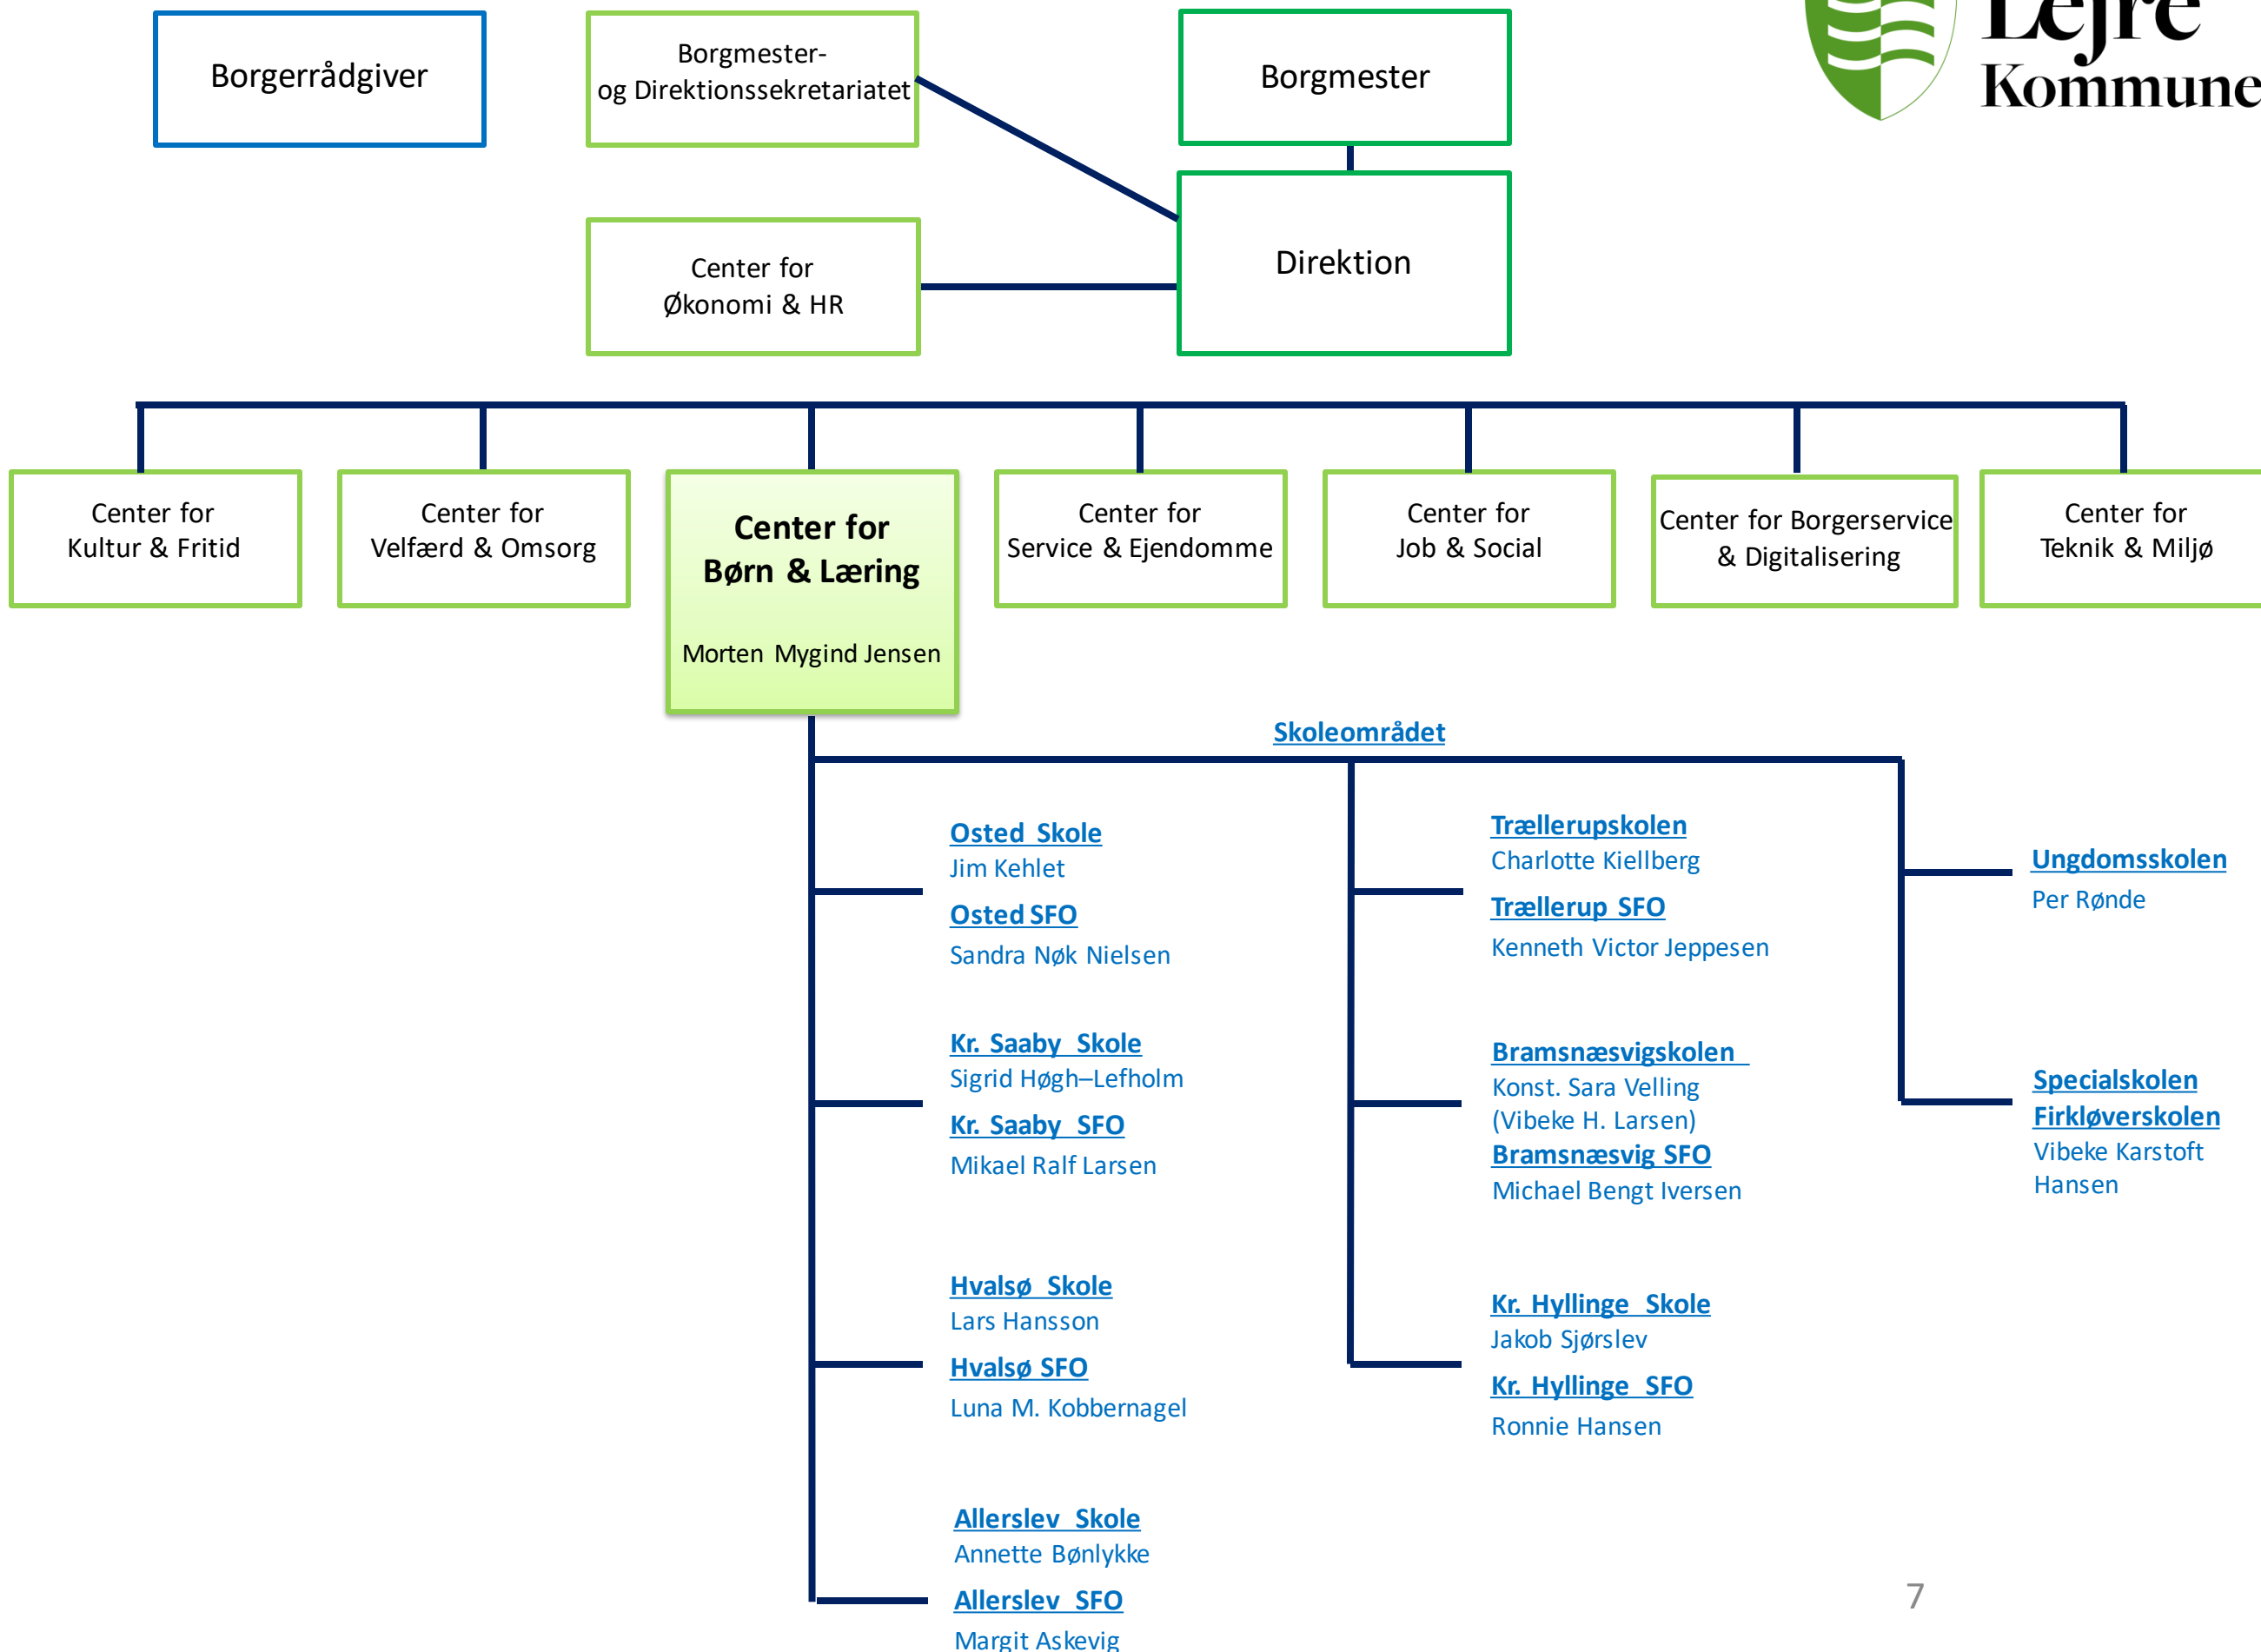 Lejre
Kommune
Borgerrådgiver
Borgmester-
og Direktionssekretariatet
Borgmester
Center for
Økonomi & HR
Direktion
Center for
Kultur & Fritid
Center for
Velfærd & Omsorg
Center for
Børn & Læring
Morten Mygind Jensen
Center for
Service & Ejendomme
Center for
Job & Social
Center for Borgerservice
& Digitalisering
Center for
Teknik & Miljø
Skoleområdet
Osted Skole
Jim Kehlet
Osted SFO
Sandra Nøk Nielsen
Kr. Saaby Skole
Sigrid Høgh–Lefholm
Kr. Saaby SFO
Mikael Ralf Larsen
Hvalsø Skole
Lars Hansson
Hvalsø SFO
Luna M. Kobbernagel
Allerslev Skole
Annette Bønlykke
Allerslev SFO
Margit Askevig
Trællerupskolen
Charlotte Kiellberg
Trællerup SFO
Kenneth Victor Jeppesen
Bramsnæsvigskolen
Konst. Sara Velling
(Vibeke H. Larsen)
Bramsnæsvig SFO
Michael Bengt Iversen
Kr. Hyllinge Skole
Jakob Sjørslev
Kr. Hyllinge SFO
Ronnie Hansen
Ungdomsskolen
Per Rønde
Specialskolen
Firkløverskolen
Vibeke Karstoft
Hansen
7